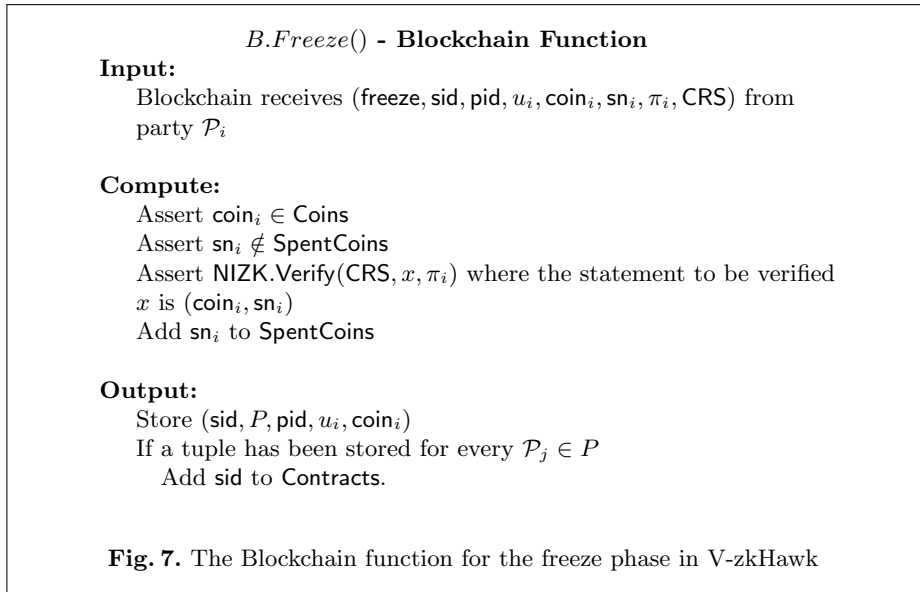 B.Freeze() - Blockchain Function
Input:
Blockchain receives (freeze, sid, pid, u_i, coin_i, sn_i, π_i, CRS) from
party 𝒫_i
Compute:
Assert coin_i ∈ Coins
Assert sn_i ∉ SpentCoins
Assert NIZK.Verify(CRS, x, π_i) where the statement to be verified
x is (coin_i, sn_i)
Add sn_i to SpentCoins
Output:
Store (sid, P, pid, u_i, coin_i)
If a tuple has been stored for every 𝒫_j ∈ P
Add sid to Contracts.
Fig. 7. The Blockchain function for the freeze phase in V-zkHawk